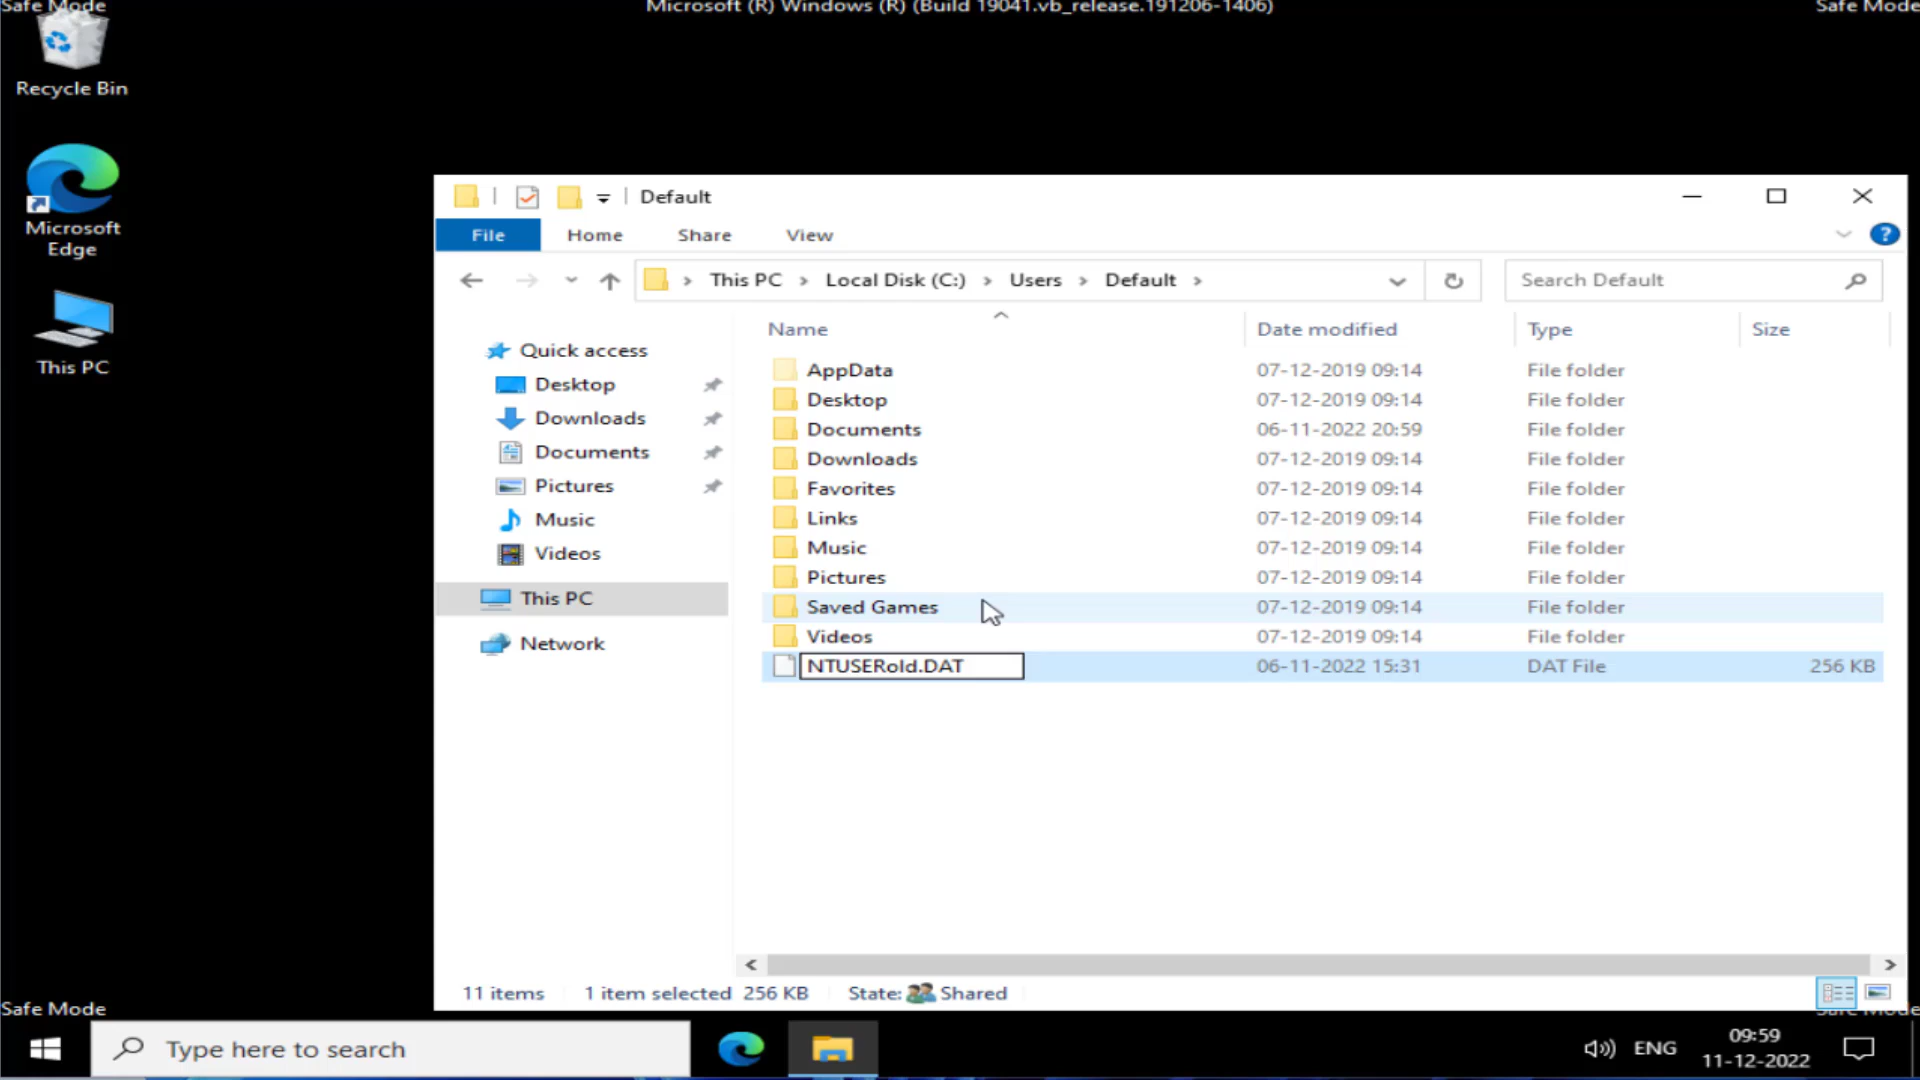 Safe Mode
Microsoft (R) Windows (R) (Build 19041.vb_release.191206-1406)
Safe Mode
Recycle Bin
Microsoft
Edge
This PC
Default
File Home Share View
?
This PC > Local Disk (C:) > Users > Default >
Search Default
Quick access
Desktop
Downloads
Documents
Pictures
Music
Videos
This PC
Network
Name Date modified Type Size
AppData 07-12-2019 09:14 File folder
Desktop 07-12-2019 09:14 File folder
Documents 06-11-2022 20:59 File folder
Downloads 07-12-2019 09:14 File folder
Favorites 07-12-2019 09:14 File folder
Links 07-12-2019 09:14 File folder
Music 07-12-2019 09:14 File folder
Pictures 07-12-2019 09:14 File folder
Saved Games 07-12-2019 09:14 File folder
Videos 07-12-2019 09:14 File folder
NTUSERold.DAT 06-11-2022 15:31 DAT File 256 KB
11 items 1 item selected 256 KB State: Shared
Safe Mode
Safe Mode
Type here to search
ENG
09:59
11-12-2022